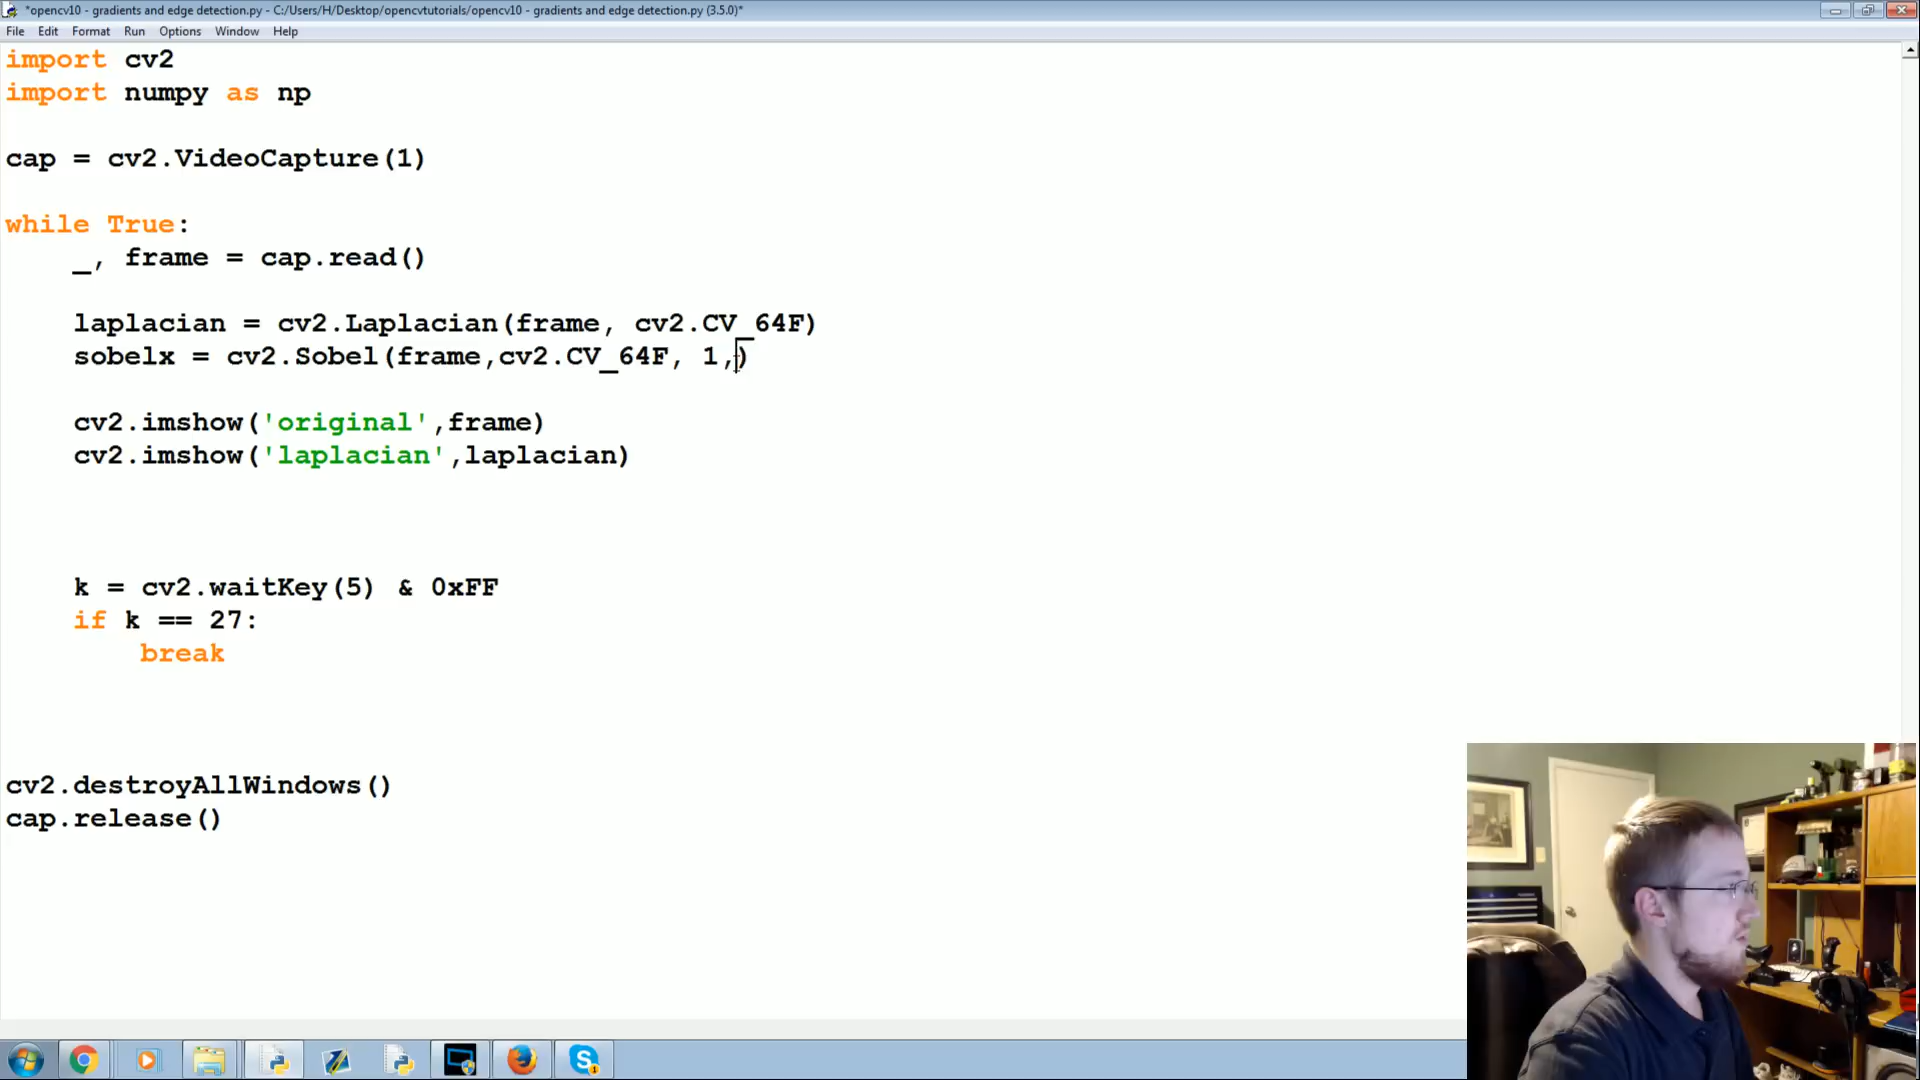 *opencv10 - gradients and edge detection.py - C:/Users/H/Desktop/opencvtutorials/opencv10 - gradients and edge detection.py (3.5.0)*
File Edit Format Run Options Window Help
import cv2
import numpy as np
cap = cv2.VideoCapture(1)
while True:
_, frame = cap.read()
laplacian = cv2.Laplacian(frame, cv2.CV_64F)
sobelx = cv2.Sobel(frame,cv2.CV_64F, 1,)
cv2.imshow('original',frame)
cv2.imshow('laplacian',laplacian)
k = cv2.waitKey(5) & 0xFF
if k == 27:
break
cv2.destroyAllWindows()
cap.release()